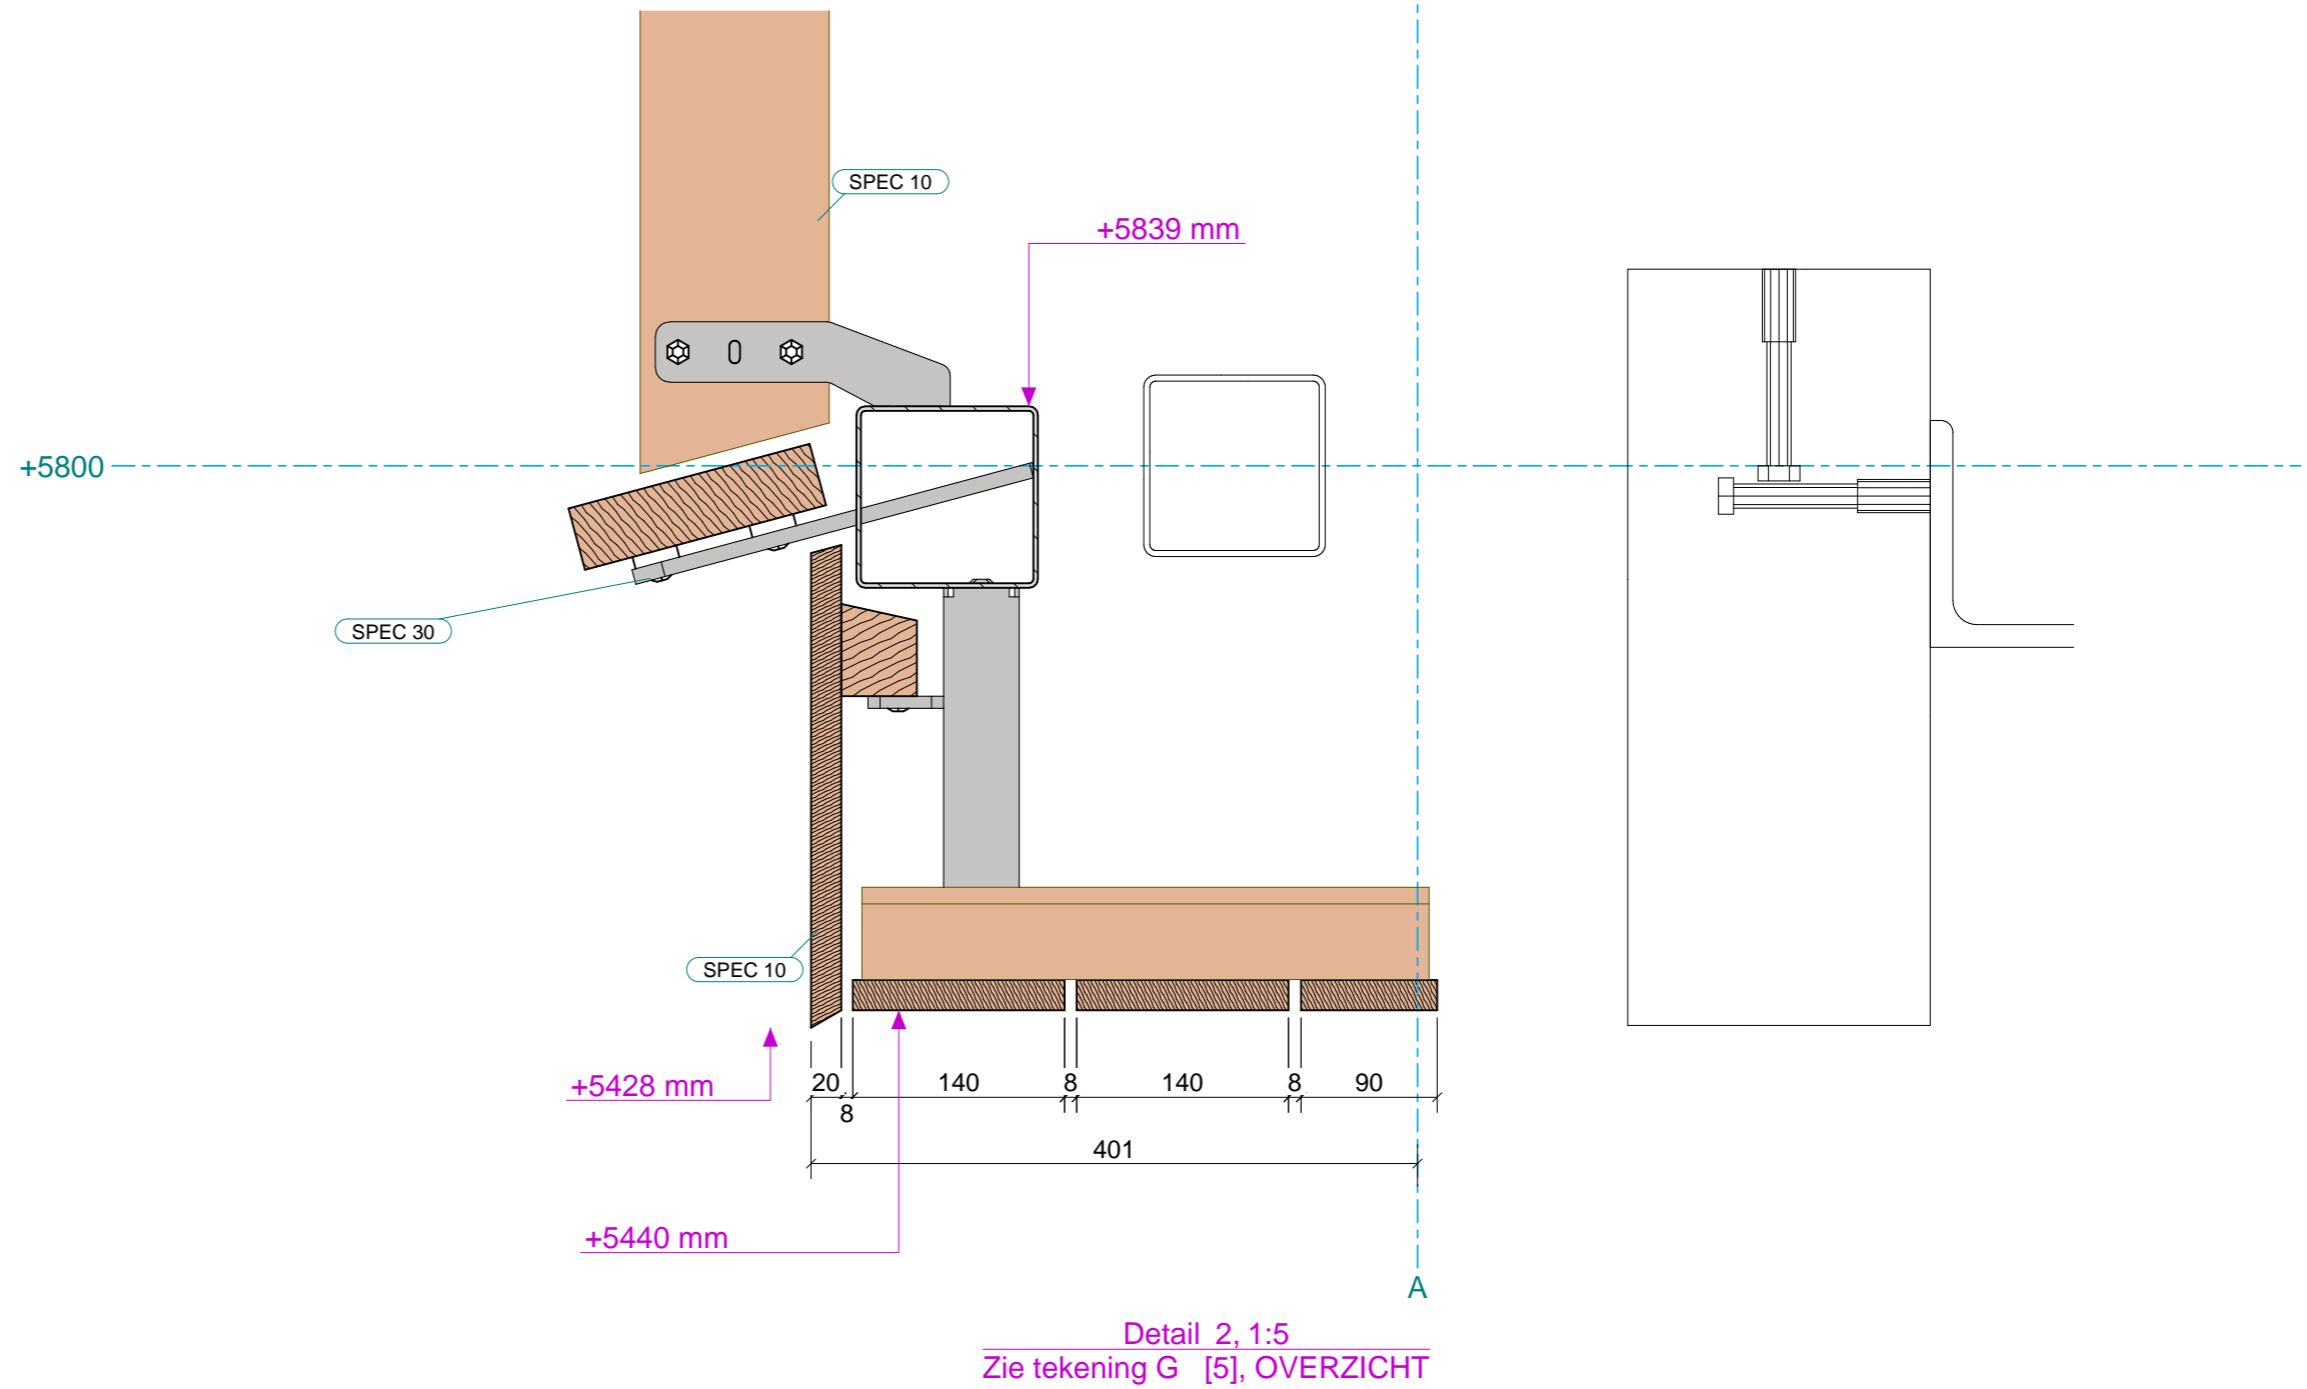 SPEC 10
+5839 mm
+5800
SPEC 30
SPEC 10
+5428 mm
20 140 8 140 8 90
8
401
+5440 mm
A
Detail 2, 1:5
Zie tekening G [5], OVERZICHT